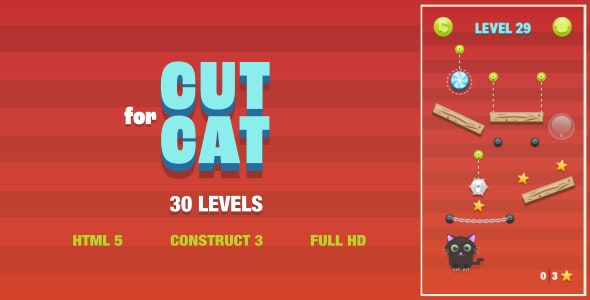 for CUT
CAT
30 LEVELS
HTML 5 CONSTRUCT 3 FULL HD
LEVEL 29
0 3